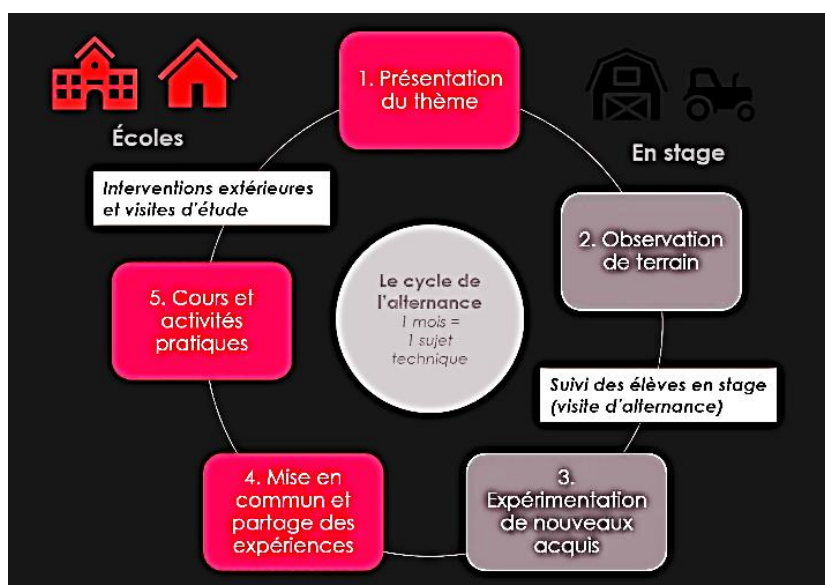 1. Présentation
du thème
Écoles
En stage
Interventions extérieures
et visites d'étude
2. Observation
de terrain
5. Cours et
activités
pratiques
Le cycle de
l'alternance
1 mois =
1 sujet
technique
Suivi des élèves en stage
(visite d'alternance)
4. Mise en
commun et
partage des
expériences
3.
Expérimentation
de nouveaux
acquis